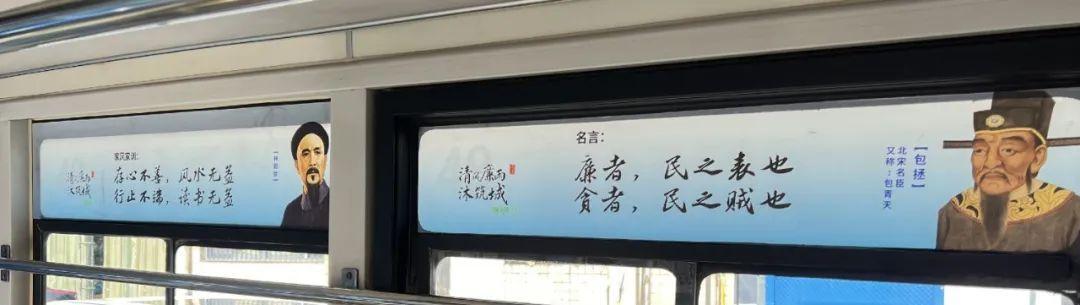 家风家训:
清风廉雨
沐筑城
存心不善，风水无益
行止不端，读书无益
名言:
清风廉雨
沐筑城
廉者，民之表也
贪者，民之贼也
【包拯】
北宋名臣
又称：包青天